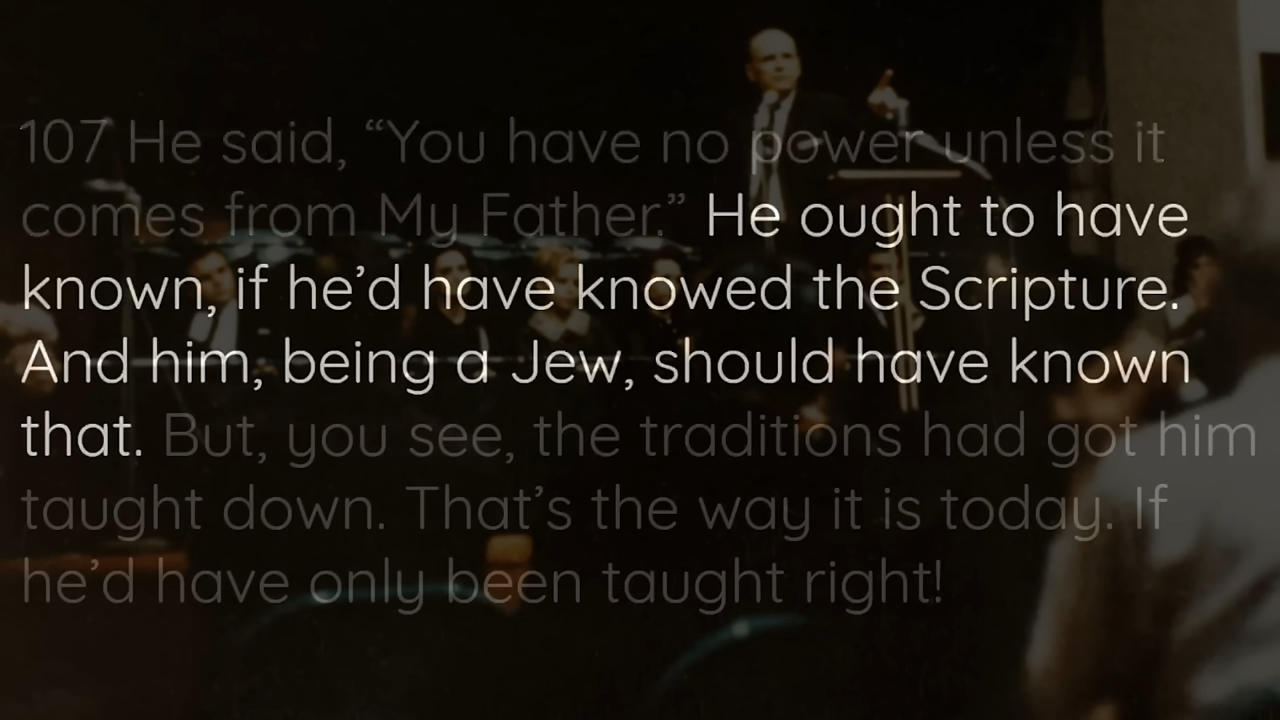 107 He said, “You have no power unless it
comes from My Father.” He ought to have
known, if he’d have knowed the Scripture.
And him, being a Jew, should have known
that. But, you see, the traditions had got him
taught down. That’s the way it is today. If
he’d have only been taught right!